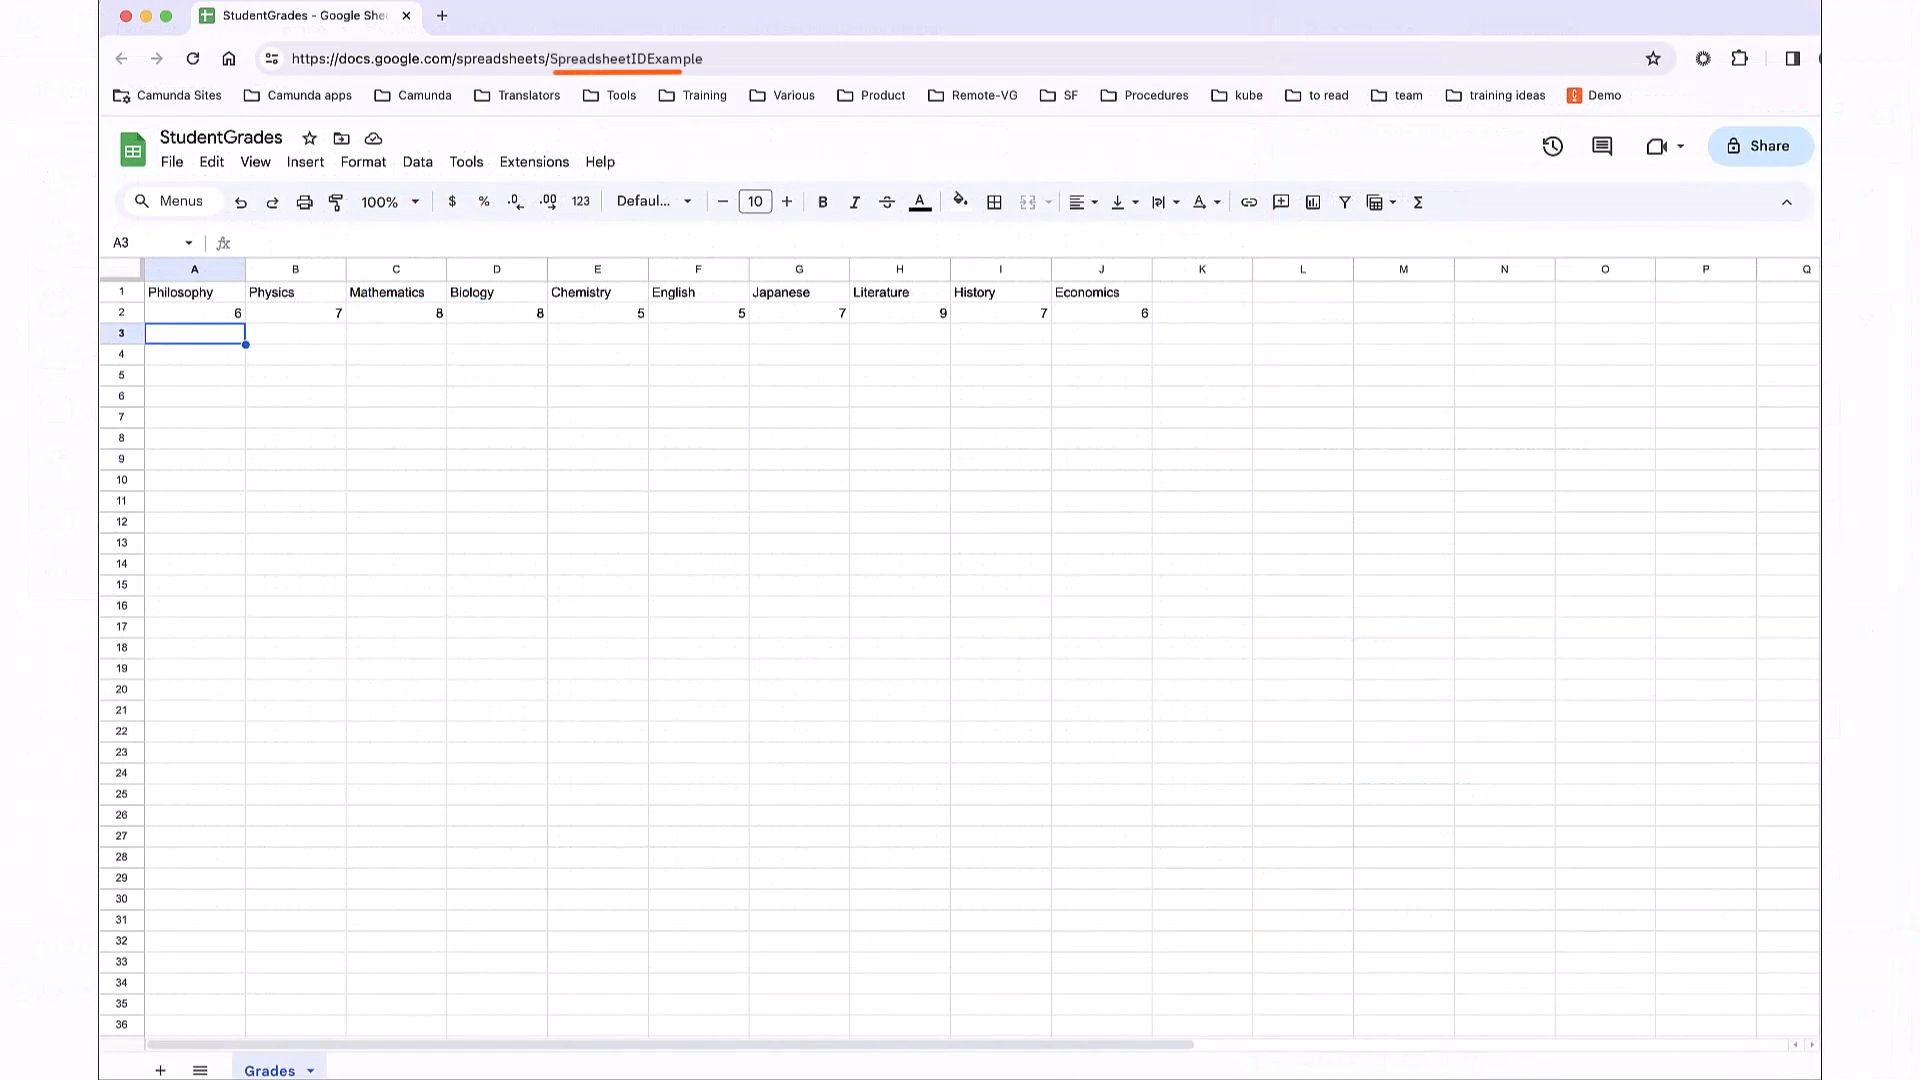 StudentGrades - Google She
https://docs.google.com/spreadsheets/SpreadsheetIDExample
Camunda Sites Camunda apps Camunda Translators Tools Training Various Product Remote-VG SF Procedures kube to read team training ideas Demo
StudentGrades
File Edit View Insert Format Data Tools Extensions Help
Share
Menus 100% $ % .0 .00 123 Defaul... 10 B I S A Σ
A3 fx
A B C D E F G H I J K L M N O P Q
1 Philosophy Physics Mathematics Biology Chemistry English Japanese Literature History Economics
2 6 7 8 8 5 5 7 9 7 6
3
4
5
6
7
8
9
10
11
12
13
14
15
16
17
18
19
20
21
22
23
24
25
26
27
28
29
30
31
32
33
34
35
36
Grades